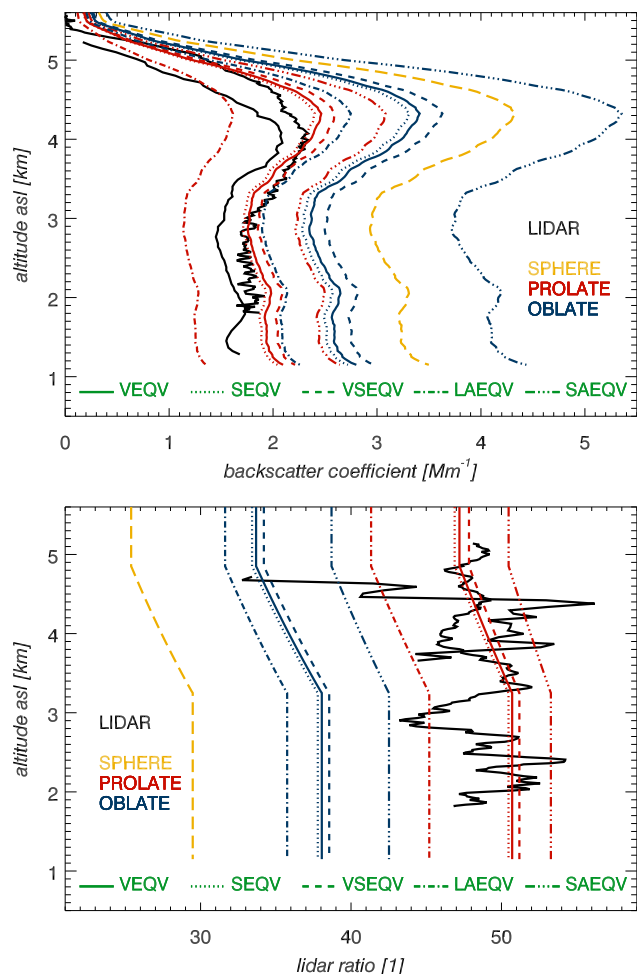 5
4
3
2
1
altitude asl [km]
LIDAR
SPHERE
PROLATE
OBLATE
VEQV SEQV VSEQV LAEQV SAEQV
0 1 2 3 4 5
backscatter coefficient [Mm⁻¹]
5
4
3
2
1
altitude asl [km]
LIDAR
SPHERE
PROLATE
OBLATE
VEQV SEQV VSEQV LAEQV SAEQV
30 40 50
lidar ratio [1]